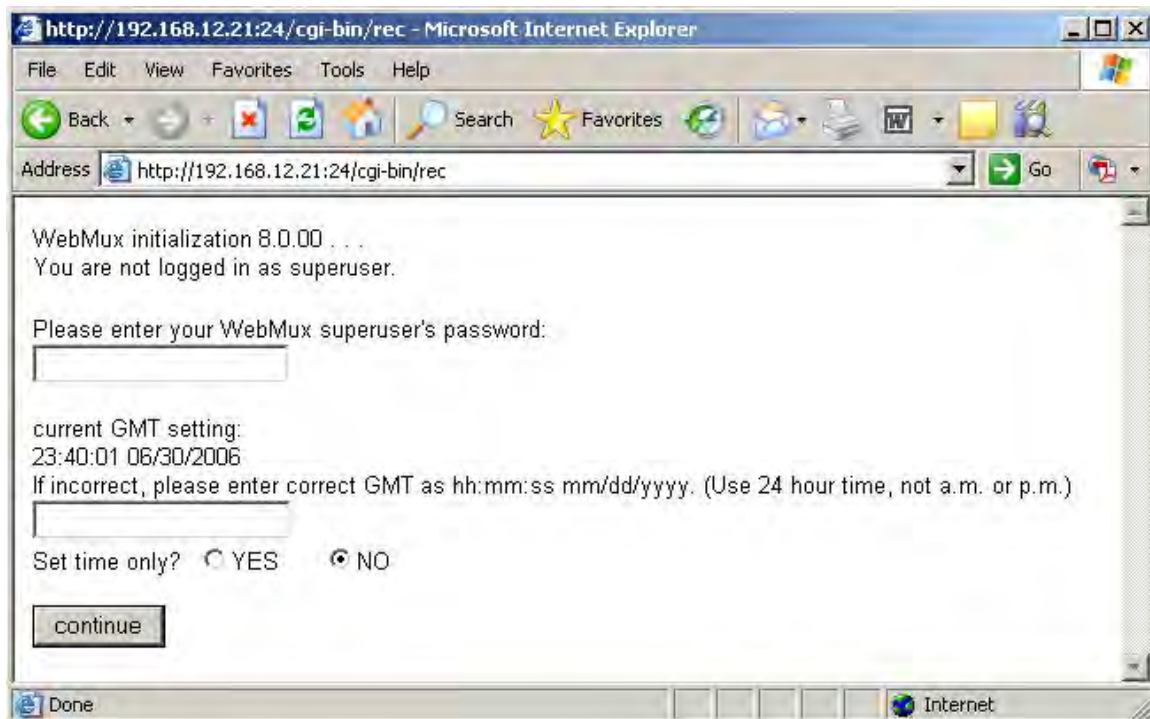 http://192.168.12.21:24/cgi-bin/rec - Microsoft Internet Explorer
File Edit View Favorites Tools Help
Back Search Favorites W
Address http://192.168.12.21:24/cgi-bin/rec Go
WebMux initialization 8.0.00 . . .
You are not logged in as superuser.
Please enter your WebMux superuser's password:
current GMT setting:
23:40:01 06/30/2006
If incorrect, please enter correct GMT as hh:mm:ss mm/dd/yyyy. (Use 24 hour time, not a.m. or p.m.)
Set time only? YES NO
continue
Done Internet